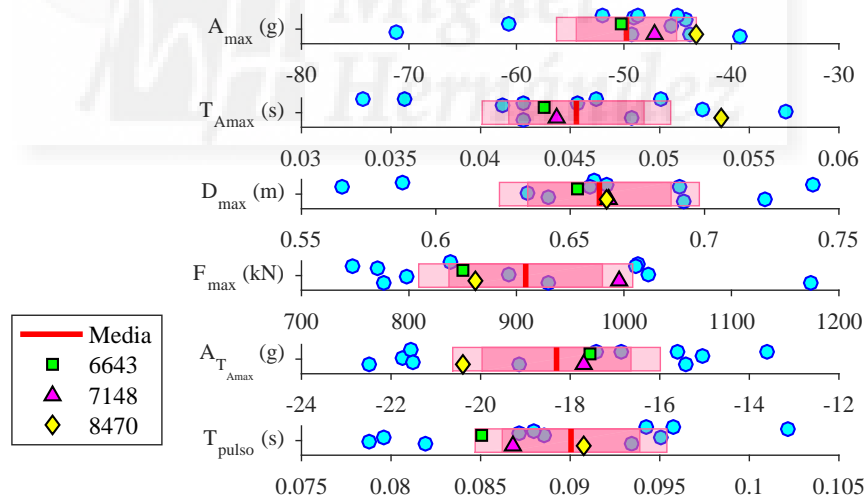 Miguel
Hernández
A_max (g)
-80 -70 -60 -50 -40 -30
T_Amax (s)
0.03 0.035 0.04 0.045 0.05 0.055 0.06
D_max (m)
0.55 0.6 0.65 0.7 0.75
F_max (kN)
700 900 1000 1100 1200
A_T_Amax (g)
-24 -22 -20 -18 -16 -14 -12
T_pulso (s)
0.075 0.08 0.085 0.09 0.095 0.1 0.105
Media
6643
7148
8470